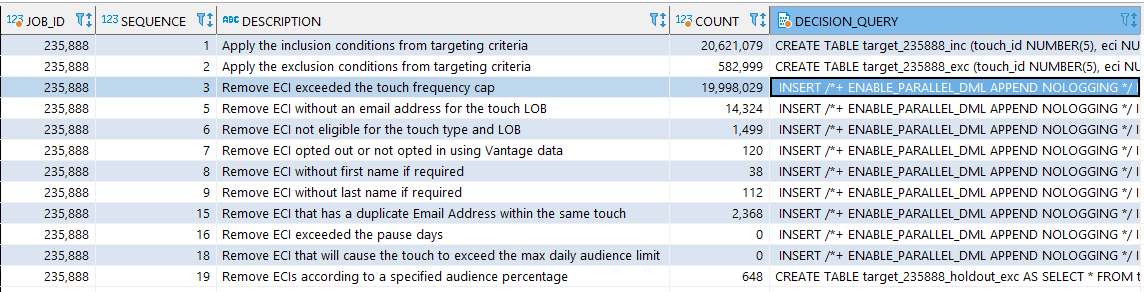 123 JOB_ID 123 SEQUENCE ABC DESCRIPTION 123 COUNT DECISION_QUERY
235,888 1 Apply the inclusion conditions from targeting criteria 20,621,079 CREATE TABLE target_235888_inc (touch_id NUMBER(5), eci NU
235,888 2 Apply the exclusion conditions from targeting criteria 582,999 CREATE TABLE target_235888_exc (touch_id NUMBER(5), eci N
235,888 3 Remove ECI exceeded the touch frequency cap 19,998,029 INSERT /*+ ENABLE_PARALLEL_DML APPEND NOLOGGING */
235,888 5 Remove ECI without an email address for the touch LOB 14,324 INSERT /*+ ENABLE_PARALLEL_DML APPEND NOLOGGING */ I
235,888 6 Remove ECI not eligible for the touch type and LOB 1,499 INSERT /*+ ENABLE_PARALLEL_DML APPEND NOLOGGING */ I
235,888 7 Remove ECI opted out or not opted in using Vantage data 120 INSERT /*+ ENABLE_PARALLEL_DML APPEND NOLOGGING */ I
235,888 8 Remove ECI without first name if required 38 INSERT /*+ ENABLE_PARALLEL_DML APPEND NOLOGGING */ I
235,888 9 Remove ECI without last name if required 112 INSERT /*+ ENABLE_PARALLEL_DML APPEND NOLOGGING */ I
235,888 15 Remove ECI that has a duplicate Email Address within the same touch 2,368 INSERT /*+ ENABLE_PARALLEL_DML APPEND NOLOGGING */ I
235,888 16 Remove ECI exceeded the pause days 0 INSERT /*+ ENABLE_PARALLEL_DML APPEND NOLOGGING */ I
235,888 18 Remove ECI that will cause the touch to exceed the max daily audience limit 0 INSERT /*+ ENABLE_PARALLEL_DML APPEND NOLOGGING */ I
235,888 19 Remove ECIs according to a specified audience percentage 648 CREATE TABLE target_235888_holdout_exc AS SELECT * FROM t